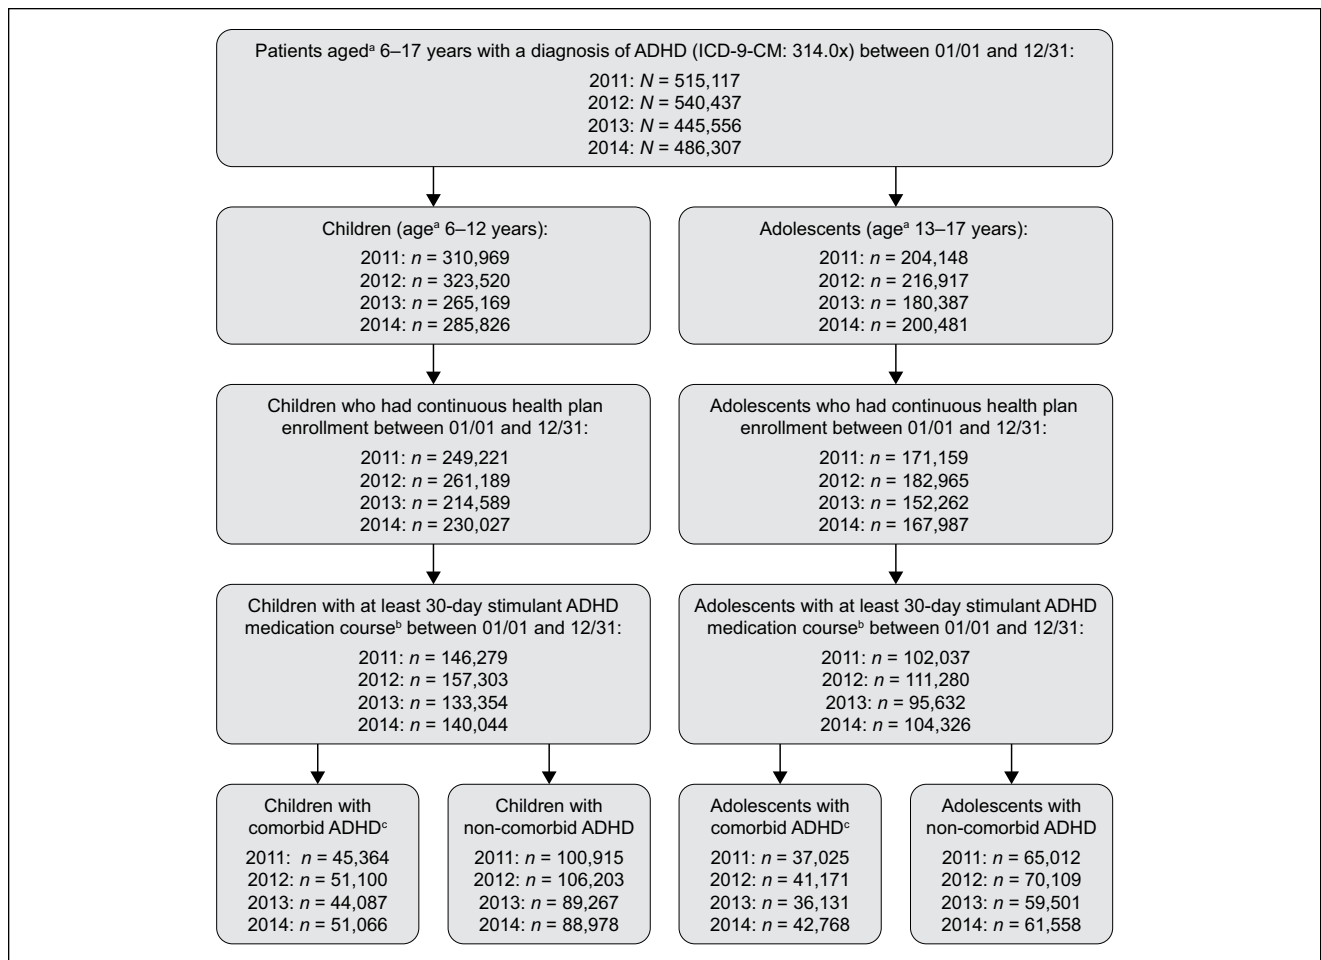 Patients agedᵃ 6–17 years with a diagnosis of ADHD (ICD-9-CM: 314.0x) between 01/01 and 12/31:
2011: N = 515,117
2012: N = 540,437
2013: N = 445,556
2014: N = 486,307
Children (ageᵃ 6–12 years):
2011: n = 310,969
2012: n = 323,520
2013: n = 265,169
2014: n = 285,826
Adolescents (ageᵃ 13–17 years):
2011: n = 204,148
2012: n = 216,917
2013: n = 180,387
2014: n = 200,481
Children who had continuous health plan
enrollment between 01/01 and 12/31:
2011: n = 249,221
2012: n = 261,189
2013: n = 214,589
2014: n = 230,027
Adolescents who had continuous health plan
enrollment between 01/01 and 12/31:
2011: n = 171,159
2012: n = 182,965
2013: n = 152,262
2014: n = 167,987
Children with at least 30-day stimulant ADHD
medication courseᵇ between 01/01 and 12/31:
2011: n = 146,279
2012: n = 157,303
2013: n = 133,354
2014: n = 140,044
Adolescents with at least 30-day stimulant ADHD
medication courseᵇ between 01/01 and 12/31:
2011: n = 102,037
2012: n = 111,280
2013: n = 95,632
2014: n = 104,326
Children with
comorbid ADHDᶜ
2011: n = 45,364
2012: n = 51,100
2013: n = 44,087
2014: n = 51,066
Children with
non-comorbid ADHD
2011: n = 100,915
2012: n = 106,203
2013: n = 89,267
2014: n = 88,978
Adolescents with
comorbid ADHDᶜ
2011: n = 37,025
2012: n = 41,171
2013: n = 36,131
2014: n = 42,768
Adolescents with
non-comorbid ADHD
2011: n = 65,012
2012: n = 70,109
2013: n = 59,501
2014: n = 61,558